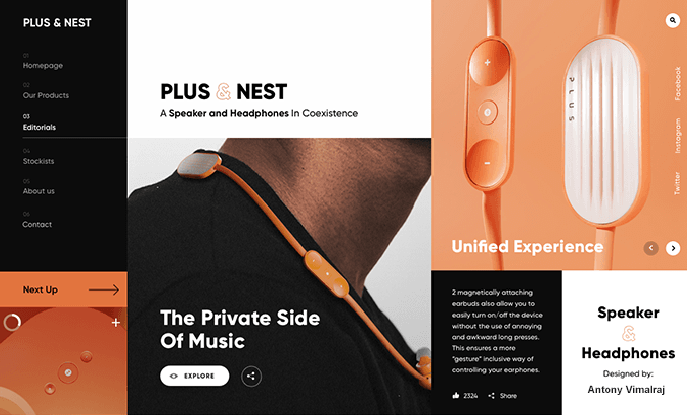 PLUS & NEST
01
Homepage
02
Our Products
03
Editorials
04
Stockists
05
About us
06
Contact
Next Up
PLUS & NEST
A Speaker and Headphones In Coexistence
The Private Side
Of Music
EXPLORE
PLUS
Facebook
Instagram
Twitter
Unified Experience
2 magnetically attaching
earbuds also allow you to
easily turn on/off the device
without the use of annoying
and awkward long presses.
This ensures a more
"gesture" inclusive way of
controlling your earphones.
2324
Share
Speaker
&
Headphones
Designed by:
Antony Vimalraj